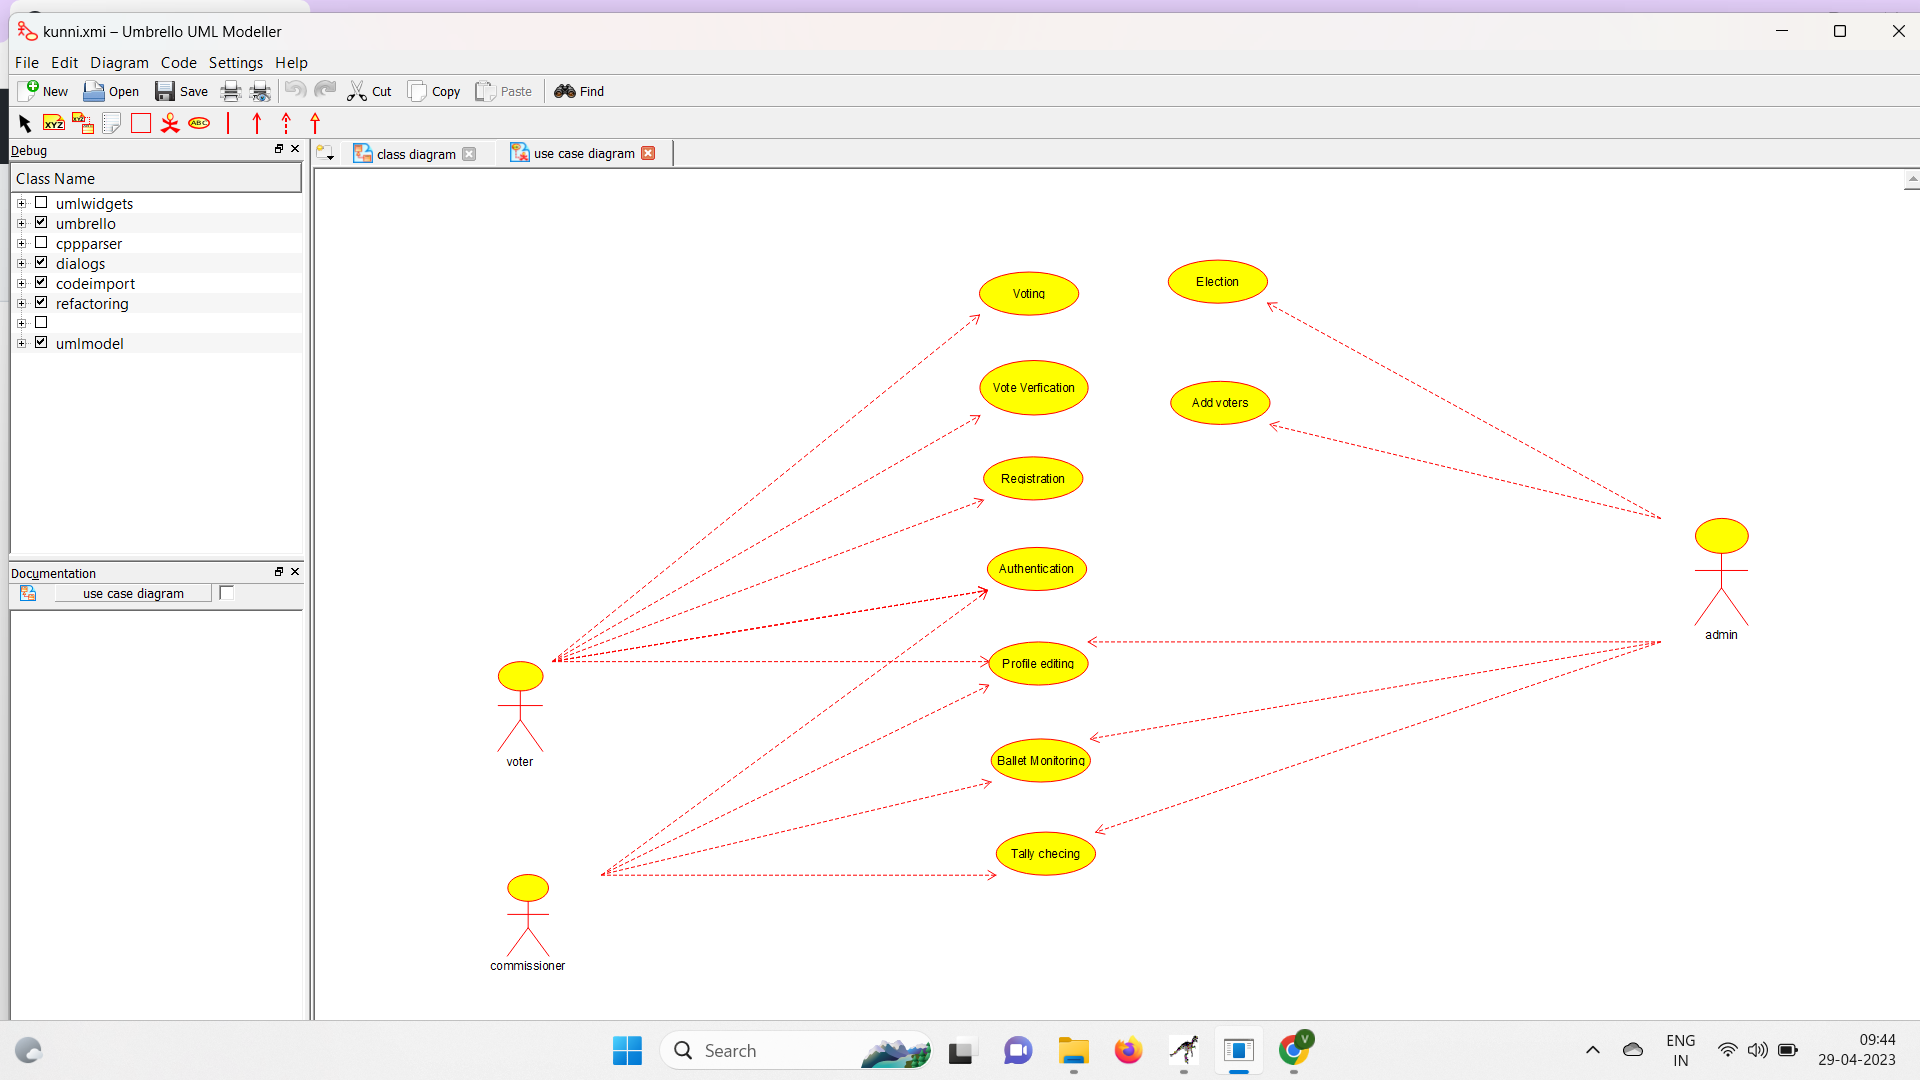 kunni.xmi – Umbrello UML Modeller
File Edit Diagram Code Settings Help
New Open Save Cut Copy Paste Find
XYZ XYZ ABC
Debug
class diagram use case diagram
Class Name
umlwidgets
umbrello
cppparser
dialogs
codeimport
refactoring
umlmodel
Documentation
use case diagram
Voting
Election
Vote Verfication
Add voters
Registration
Authentication
admin
Profile editing
voter
Ballet Monitoring
Tally checing
commissioner
Search
V
ENG
IN
09:44
29-04-2023